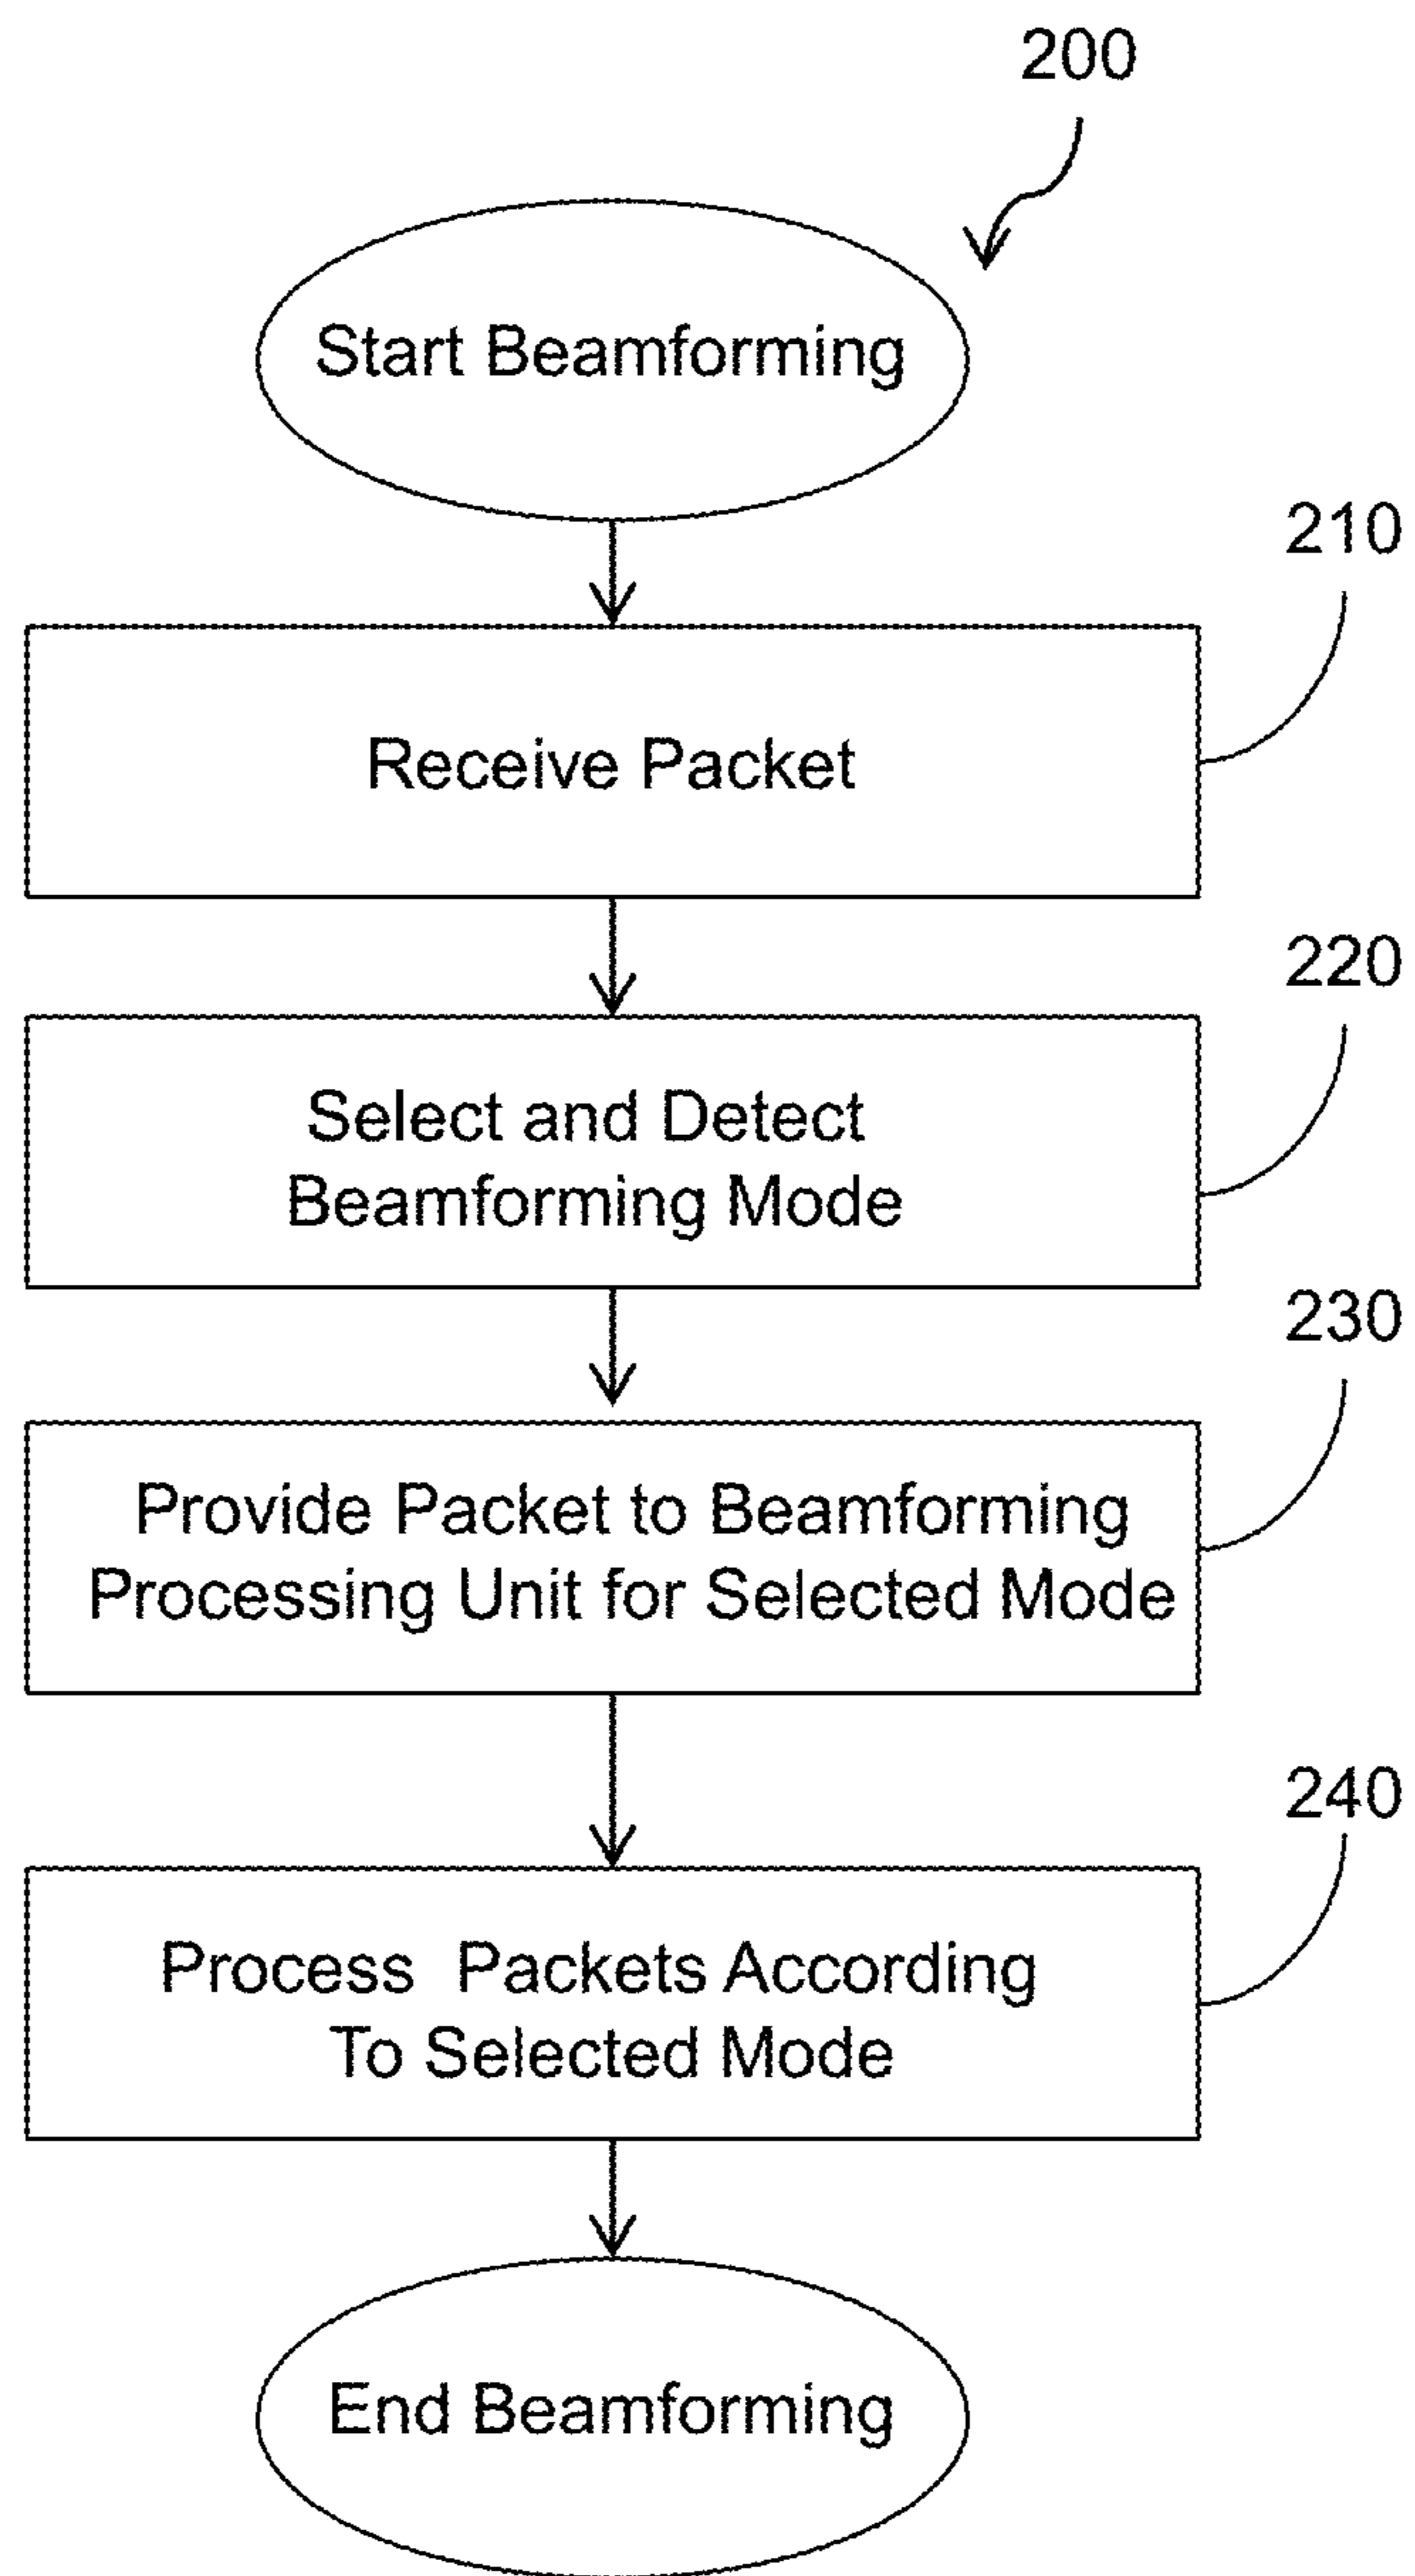 200
Start Beamforming
210
Receive Packet
220
Select and Detect
Beamforming Mode
230
Provide Packet to Beamforming
Processing Unit for Selected Mode
240
Process Packets According
To Selected Mode
End Beamforming